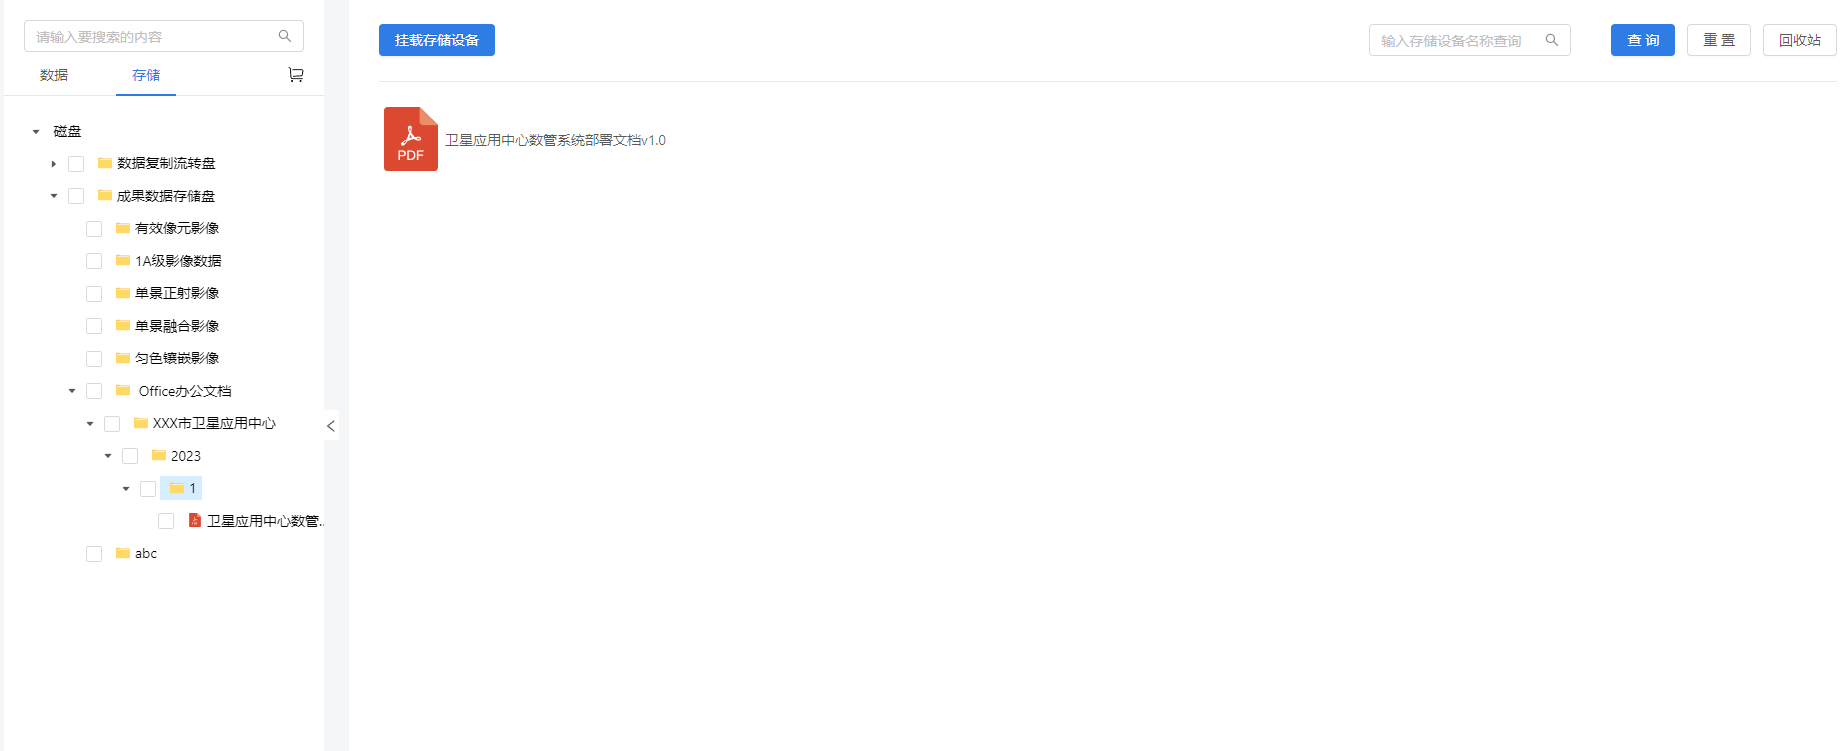 请输入要搜索的内容
数据
存储
磁盘
数据复制流转盘
成果数据存储盘
有效像元影像
1A级影像数据
单景正射影像
单景融合影像
匀色镶嵌影像
Office办公文档
XXX市卫星应用中心
2023
1
卫星应用中心数管...
abc
挂载存储设备
输入存储设备名称查询
查 询
重 置
回收站
PDF
卫星应用中心数管系统部署文档v1.0